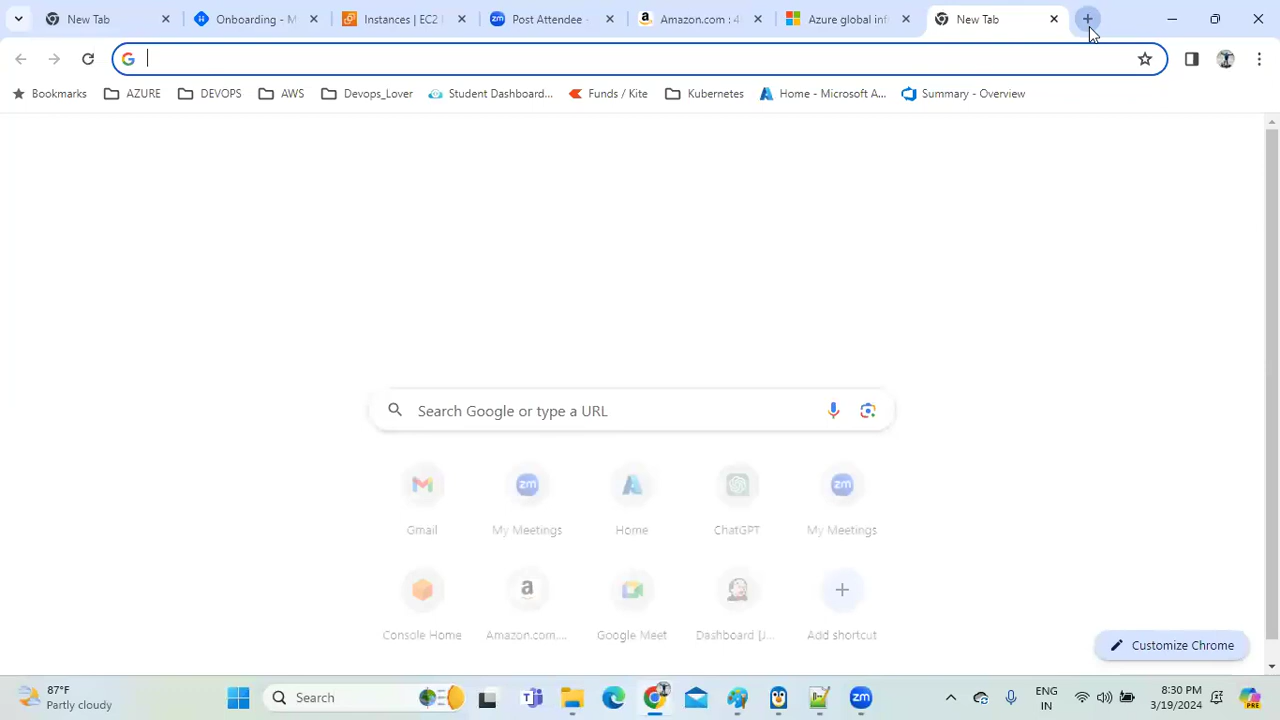 New Tab
Onboarding - M
Instances | EC2 |
Post Attendee -
Amazon.com : 4
Azure global inf
New Tab
Bookmarks
AZURE
DEVOPS
AWS
Devops_Lover
Student Dashboard...
Funds / Kite
Kubernetes
Home - Microsoft A...
Summary - Overview
Search Google or type a URL
Gmail
My Meetings
Home
ChatGPT
My Meetings
Console Home
Amazon.com....
Google Meet
Dashboard [J...
Add shortcut
Customize Chrome
87°F
Partly cloudy
Search
ENG
IN
8:30 PM
3/19/2024